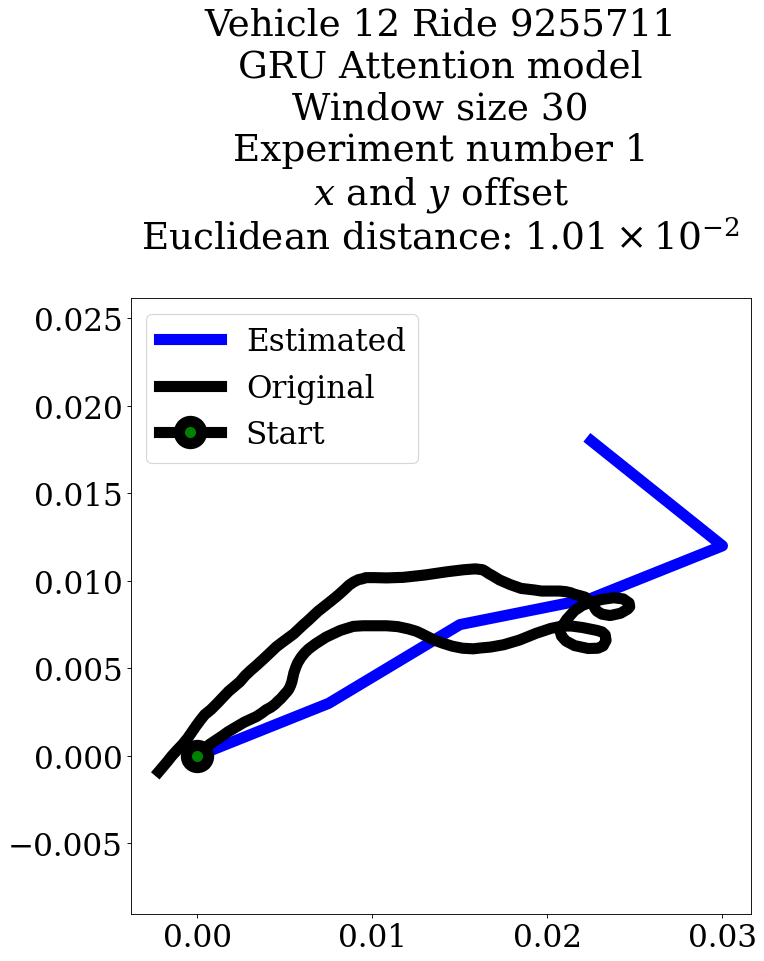 Vehicle 12 Ride 9255711
GRU Attention model
Window size 30
Experiment number 1
x and y offset
Euclidean distance: 1.01 × 10⁻²
Estimated
Original
Start
0.025
0.020
0.015
0.010
0.005
0.000
−0.005
0.00 0.01 0.02 0.03